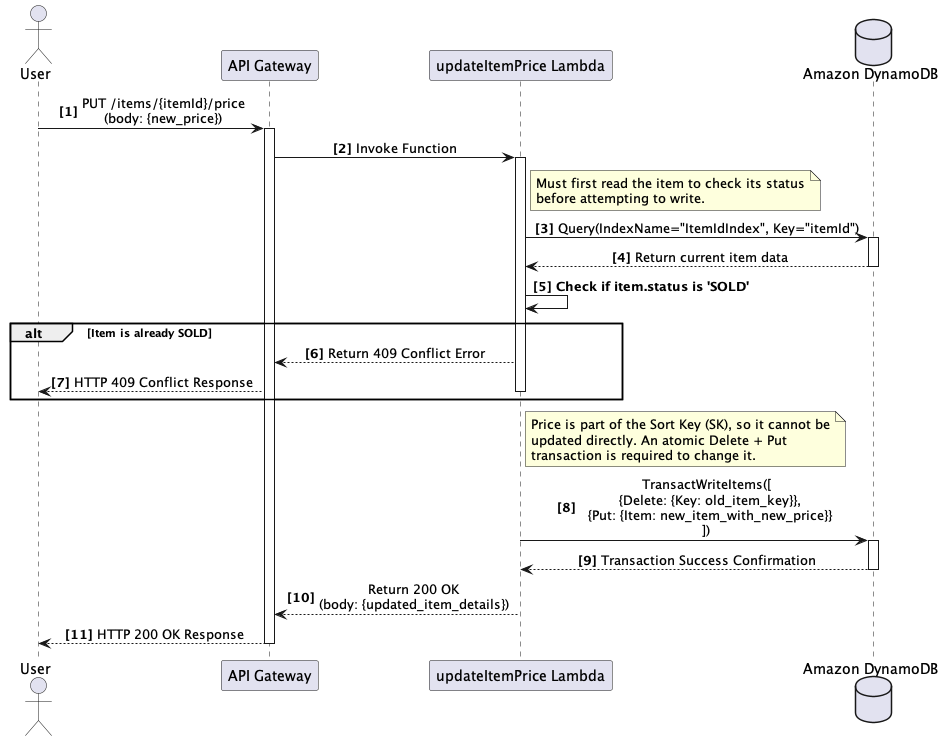 User
API Gateway
updateItemPrice Lambda
Amazon DynamoDB
[1] PUT /items/{itemId}/price
(body: {new_price})
[2] Invoke Function
Must first read the item to check its status
before attempting to write.
[3] Query(IndexName="ItemIdIndex", Key="itemId")
[4] Return current item data
[5] Check if item.status is 'SOLD'
alt [Item is already SOLD]
[6] Return 409 Conflict Error
[7] HTTP 409 Conflict Response
Price is part of the Sort Key (SK), so it cannot be
updated directly. An atomic Delete + Put
transaction is required to change it.
TransactWriteItems([
{Delete: {Key: old_item_key}},
[8] {Put: {Item: new_item_with_new_price}}
])
[9] Transaction Success Confirmation
Return 200 OK
[10] (body: {updated_item_details})
[11] HTTP 200 OK Response
User
API Gateway
updateItemPrice Lambda
Amazon DynamoDB